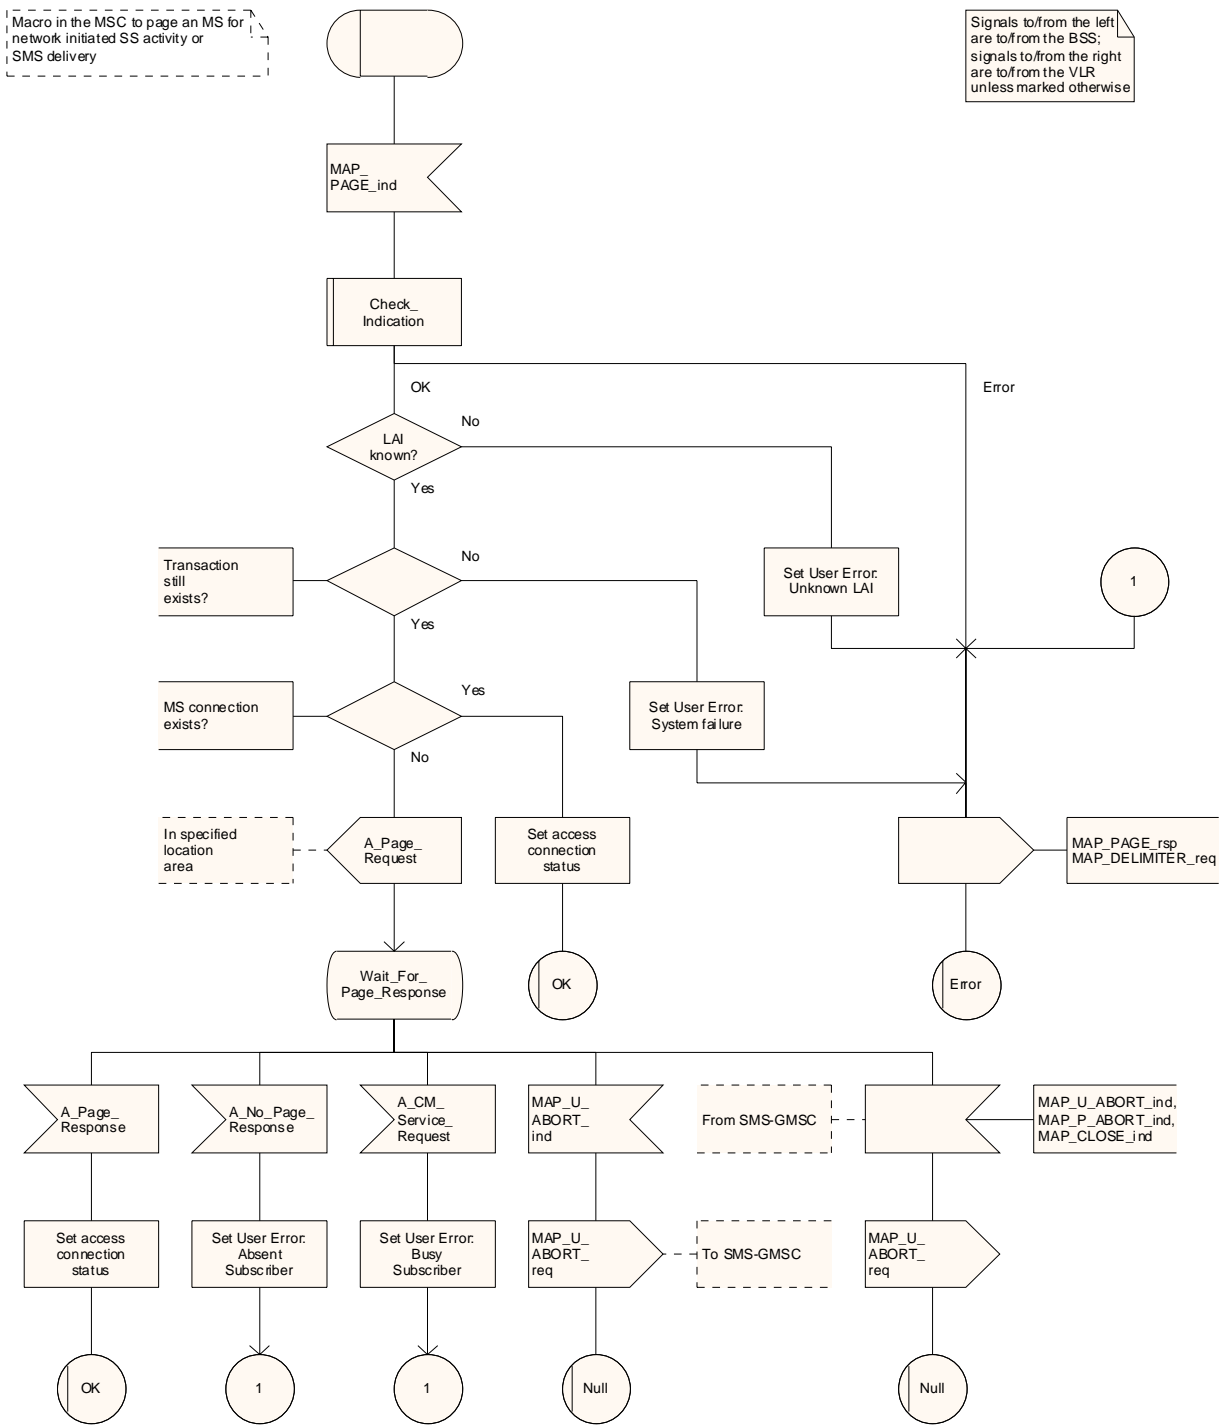 Macro in the MSC to page an MS for
network initiated SS activity or
SMS delivery
Signals to/from the left
are to/from the BSS;
signals to/from the right
are to/from the VLR
unless marked otherwise
MAP_
PAGE_ind
Check_
Indication
OK
Error
LAI
known?
No
Yes
Transaction
still
exists?
No
Yes
Set User Error:
Unknown LAI
1
MS connection
exists?
Yes
No
Set User Error:
System failure
In specified
location
area
A_Page_
Request
Set access
connection
status
MAP_PAGE_rsp
MAP_DELIMITER_req
Wait_For_
Page_Response
OK
Error
A_Page_
Response
A_No_Page_
Response
A_CM_
Service_
Request
MAP_U_
ABORT_
ind
From SMS-GMSC
MAP_U_ABORT_ind,
MAP_P_ABORT_ind,
MAP_CLOSE_ind
Set access
connection
status
Set User Error:
Absent
Subscriber
Set User Error:
Busy
Subscriber
MAP_U_
ABORT_
req
To SMS-GMSC
MAP_U_
ABORT_
req
OK
1
1
Null
Null